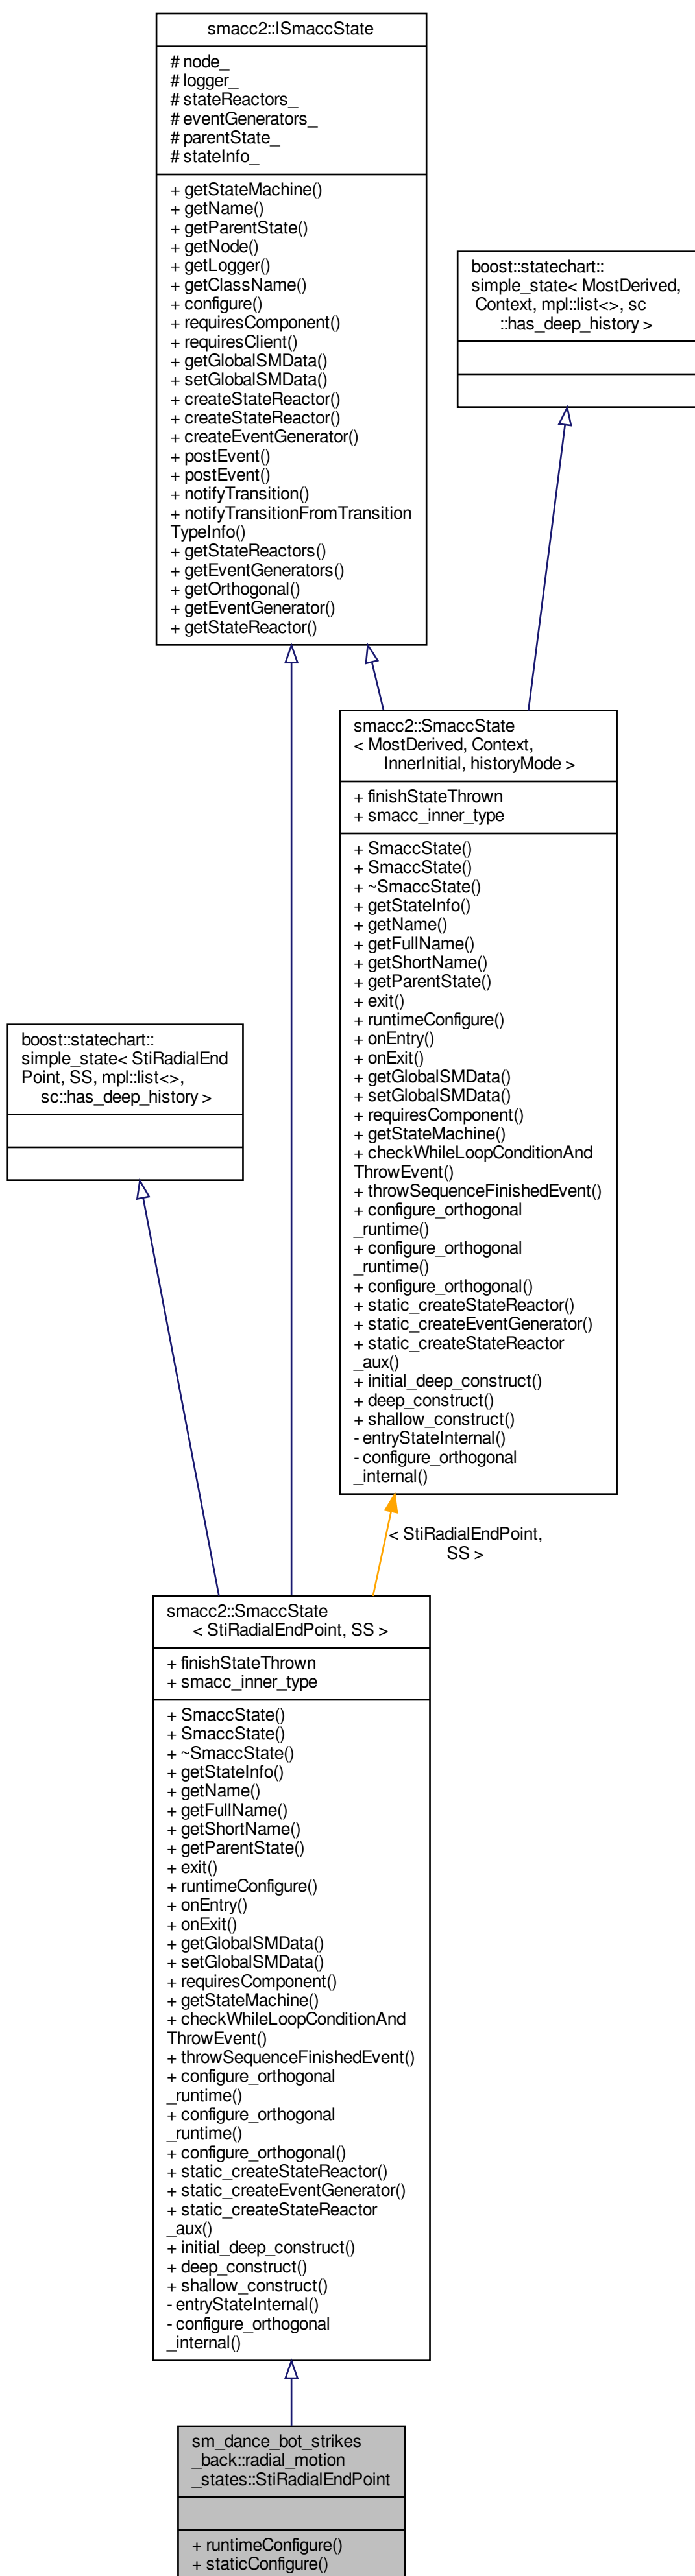 smacc2::ISmaccState
# node_
# logger_
# stateReactors_
# eventGenerators_
# parentState_
# stateInfo_
+ getStateMachine()
+ getName()
+ getParentState()
+ getNode()
+ getLogger()
+ getClassName()
+ configure()
+ requiresComponent()
+ requiresClient()
+ getGlobalSMData()
+ setGlobalSMData()
+ createStateReactor()
+ createStateReactor()
+ createEventGenerator()
+ postEvent()
+ postEvent()
+ notifyTransition()
+ notifyTransitionFromTransition
TypeInfo()
+ getStateReactors()
+ getEventGenerators()
+ getOrthogonal()
+ getEventGenerator()
+ getStateReactor()
boost::statechart::
simple_state< MostDerived,
Context, mpl::list<>, sc
::has_deep_history >
smacc2::SmaccState
< MostDerived, Context,
InnerInitial, historyMode >
+ finishStateThrown
+ smacc_inner_type
+ SmaccState()
+ SmaccState()
+ ~SmaccState()
+ getStateInfo()
+ getName()
+ getFullName()
+ getShortName()
+ getParentState()
+ exit()
+ runtimeConfigure()
+ onEntry()
+ onExit()
+ getGlobalSMData()
+ setGlobalSMData()
+ requiresComponent()
+ getStateMachine()
+ checkWhileLoopConditionAnd
ThrowEvent()
+ throwSequenceFinishedEvent()
+ configure_orthogonal
_runtime()
+ configure_orthogonal
_runtime()
+ configure_orthogonal()
+ static_createStateReactor()
+ static_createEventGenerator()
+ static_createStateReactor
_aux()
+ initial_deep_construct()
+ deep_construct()
+ shallow_construct()
- entryStateInternal()
- configure_orthogonal
_internal()
boost::statechart::
simple_state< StiRadialEnd
Point, SS, mpl::list<>,
sc::has_deep_history >
< StiRadialEndPoint,
SS >
smacc2::SmaccState
< StiRadialEndPoint, SS >
+ finishStateThrown
+ smacc_inner_type
+ SmaccState()
+ SmaccState()
+ ~SmaccState()
+ getStateInfo()
+ getName()
+ getFullName()
+ getShortName()
+ getParentState()
+ exit()
+ runtimeConfigure()
+ onEntry()
+ onExit()
+ getGlobalSMData()
+ setGlobalSMData()
+ requiresComponent()
+ getStateMachine()
+ checkWhileLoopConditionAnd
ThrowEvent()
+ throwSequenceFinishedEvent()
+ configure_orthogonal
_runtime()
+ configure_orthogonal
_runtime()
+ configure_orthogonal()
+ static_createStateReactor()
+ static_createEventGenerator()
+ static_createStateReactor
_aux()
+ initial_deep_construct()
+ deep_construct()
+ shallow_construct()
- entryStateInternal()
- configure_orthogonal
_internal()
sm_dance_bot_strikes
_back::radial_motion
_states::StiRadialEndPoint
+ runtimeConfigure()
+ staticConfigure()